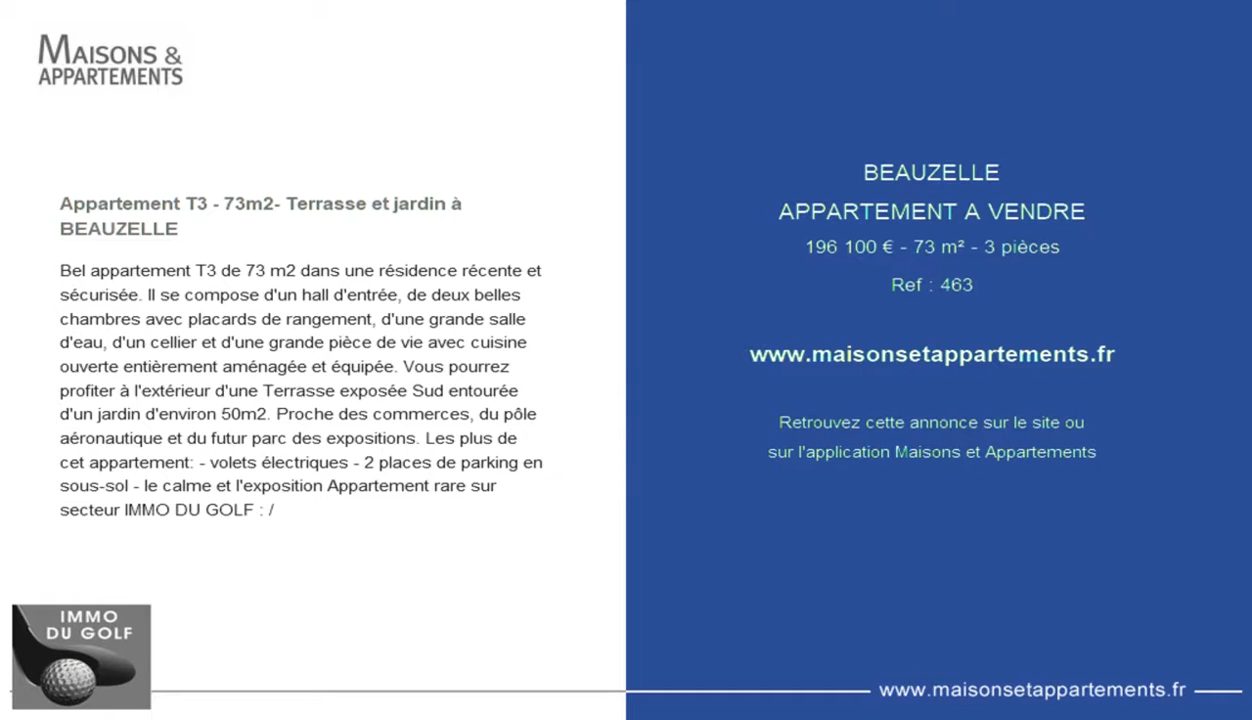 MAISONS &
APPARTEMENTS
Appartement T3 - 73m2- Terrasse et jardin à
BEAUZELLE
Bel appartement T3 de 73 m2 dans une résidence récente et
sécurisée. Il se compose d'un hall d'entrée, de deux belles
chambres avec placards de rangement, d'une grande salle
d'eau, d'un cellier et d'une grande pièce de vie avec cuisine
ouverte entièrement aménagée et équipée. Vous pourrez
profiter à l'extérieur d'une Terrasse exposée Sud entourée
d'un jardin d'environ 50m2. Proche des commerces, du pôle
aéronautique et du futur parc des expositions. Les plus de
cet appartement: - volets électriques - 2 places de parking en
sous-sol - le calme et l'exposition Appartement rare sur
secteur IMMO DU GOLF : /
IMMO
DU GOLF
BEAUZELLE
APPARTEMENT A VENDRE
196 100 € - 73 m² - 3 pièces
Ref : 463
www.maisonsetappartements.fr
Retrouvez cette annonce sur le site ou
sur l'application Maisons et Appartements
www.maisonsetappartements.fr